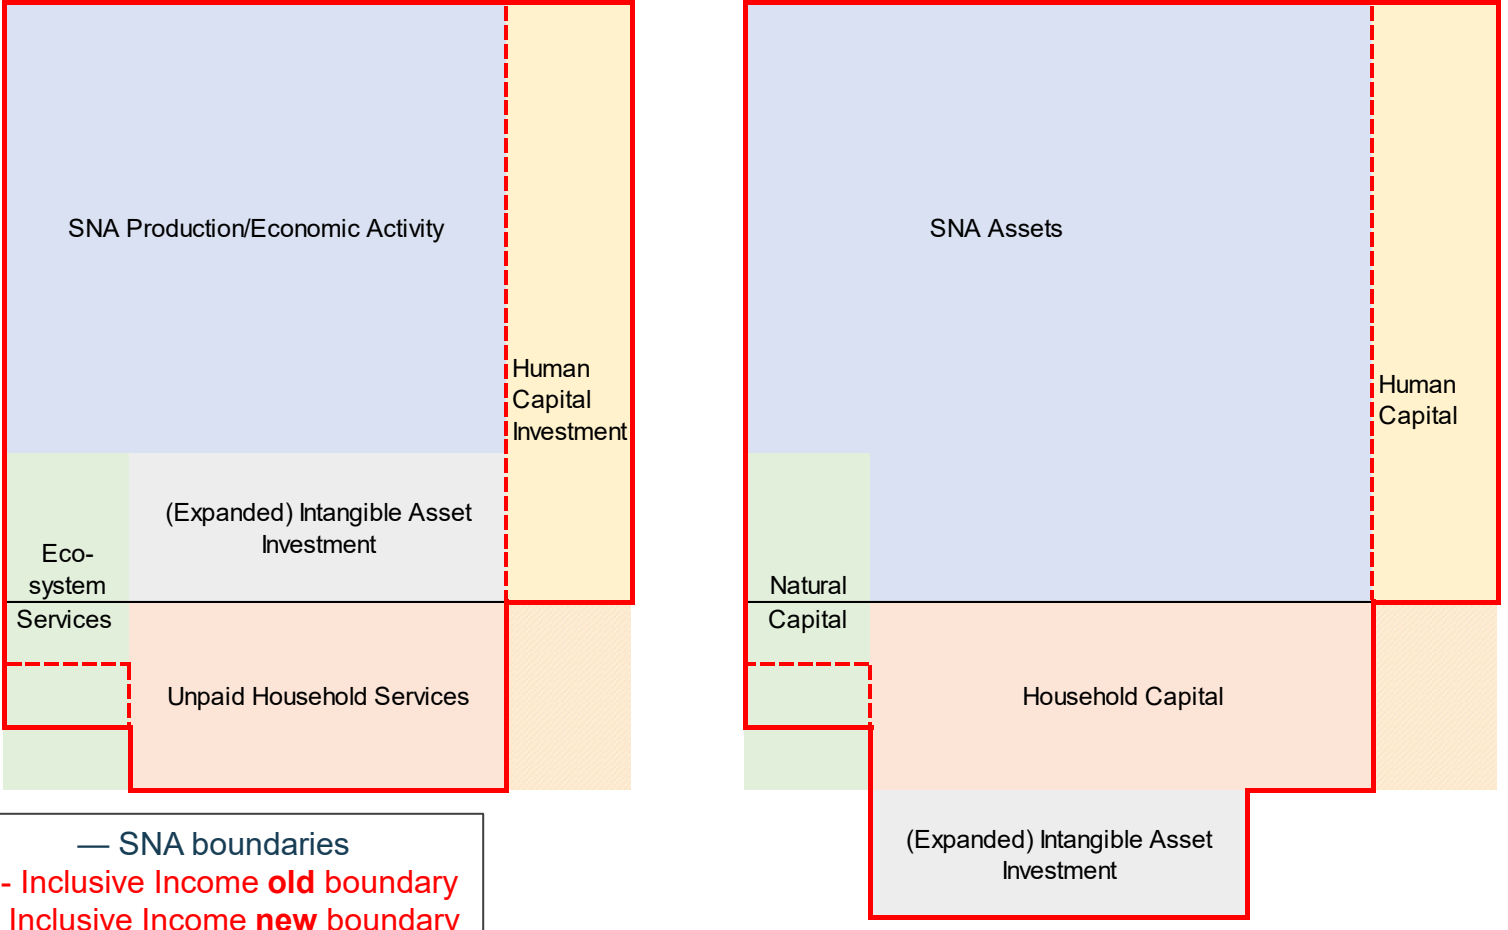 SNA Production/Economic Activity
Human
Capital
Investment
(Expanded) Intangible Asset
Investment
Eco-
system
Services
Unpaid Household Services
SNA Assets
Human
Capital
Natural
Capital
Household Capital
(Expanded) Intangible Asset
Investment
— SNA boundaries
- Inclusive Income old boundary
Inclusive Income new boundary